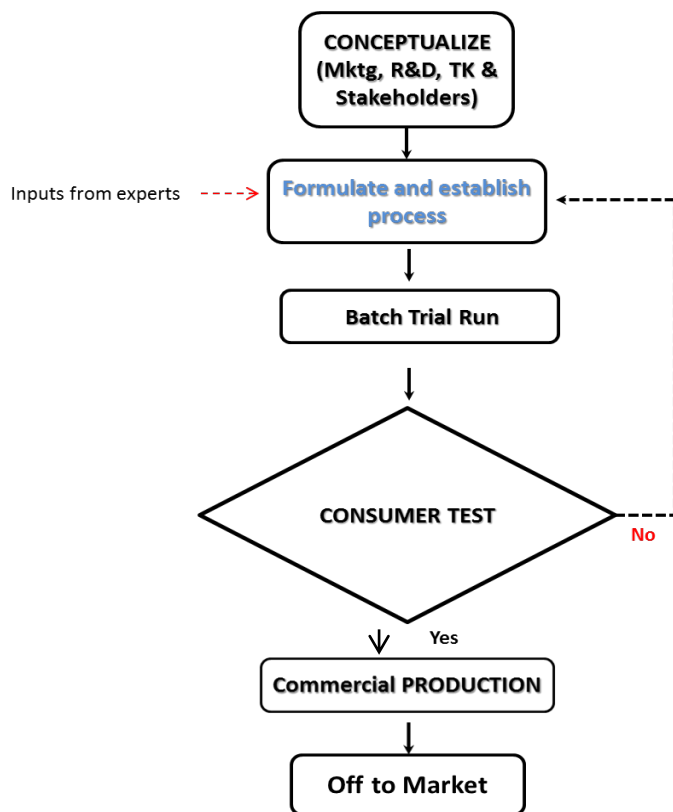 CONCEPTUALIZE
(Mktg, R&D, TK &
Stakeholders)
Inputs from experts
Formulate and establish
process
Batch Trial Run
CONSUMER TEST
No
Yes
Commercial PRODUCTION
Off to Market